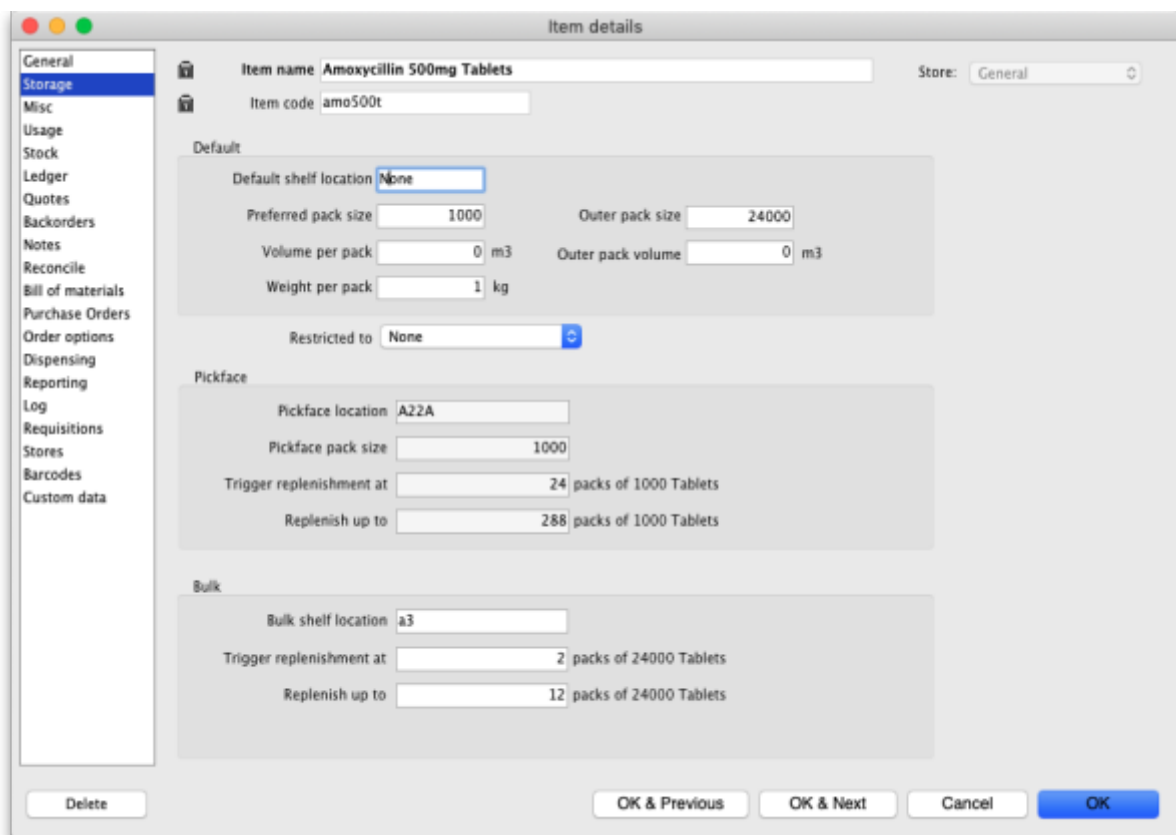 Item details
General
Storage
Misc
Usage
Stock
Ledger
Quotes
Backorders
Notes
Reconcile
Bill of materials
Purchase Orders
Order options
Dispensing
Reporting
Log
Requisitions
Stores
Barcodes
Custom data
Item name Amoxycillin 500mg Tablets Store: General
Item code amo500t
Default
Default shelf location None
Preferred pack size 1000 Outer pack size 24000
Volume per pack 0 m3 Outer pack volume 0 m3
Weight per pack 1 kg
Restricted to None
Pickface
Pickface location A22A
Pickface pack size 1000
Trigger replenishment at 24 packs of 1000 Tablets
Replenish up to 288 packs of 1000 Tablets
Bulk
Bulk shelf location a3
Trigger replenishment at 2 packs of 24000 Tablets
Replenish up to 12 packs of 24000 Tablets
Delete OK & Previous OK & Next Cancel OK